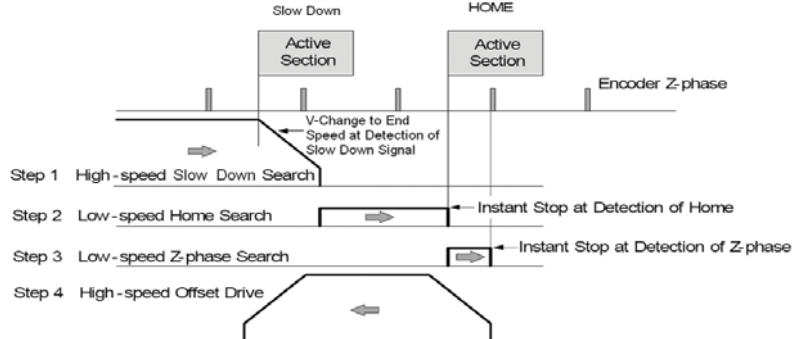 Slow Down
HOME
Active
Section
Active
Section
Encoder Z-phase
V-Change to End
Speed at Detection of
Slow Down Signal
Step 1 High-speed Slow Down Search
Step 2 Low-speed Home Search
Instant Stop at Detection of Home
Step 3 Low-speed Z-phase Search
Instant Stop at Detection of Z-phase
Step 4 High-speed Offset Drive